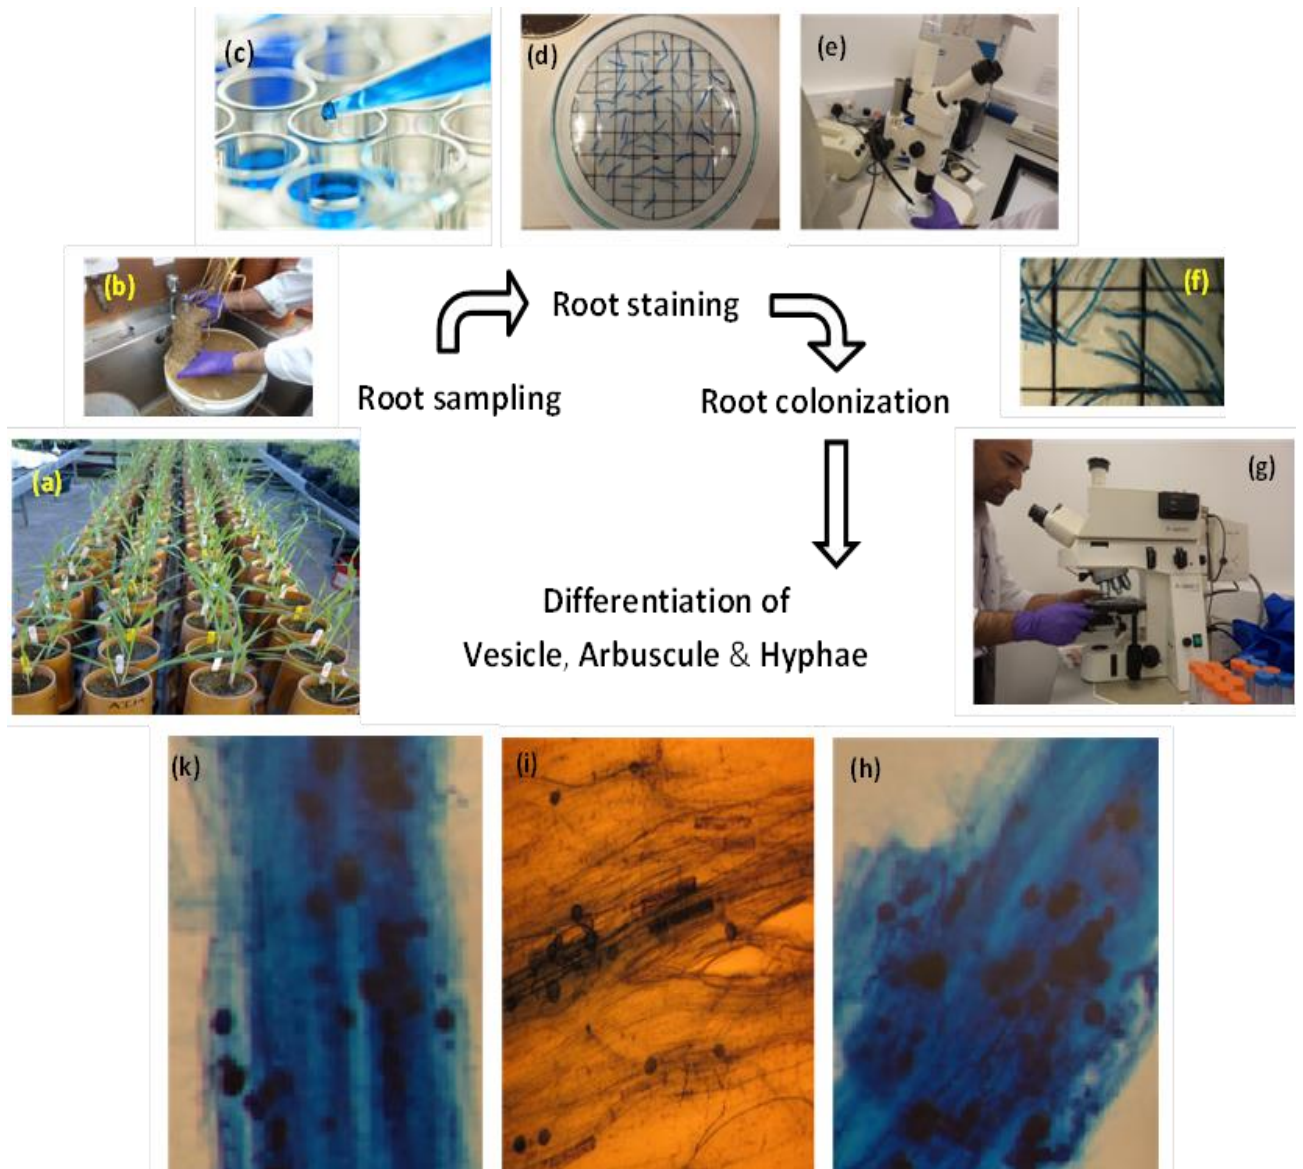 (c)
(d)
(e)
(b)
Root staining
(f)
Root sampling
Root colonization
(a)
(g)
Differentiation of
Vesicle, Arbuscule & Hyphae
(k)
(i)
(h)